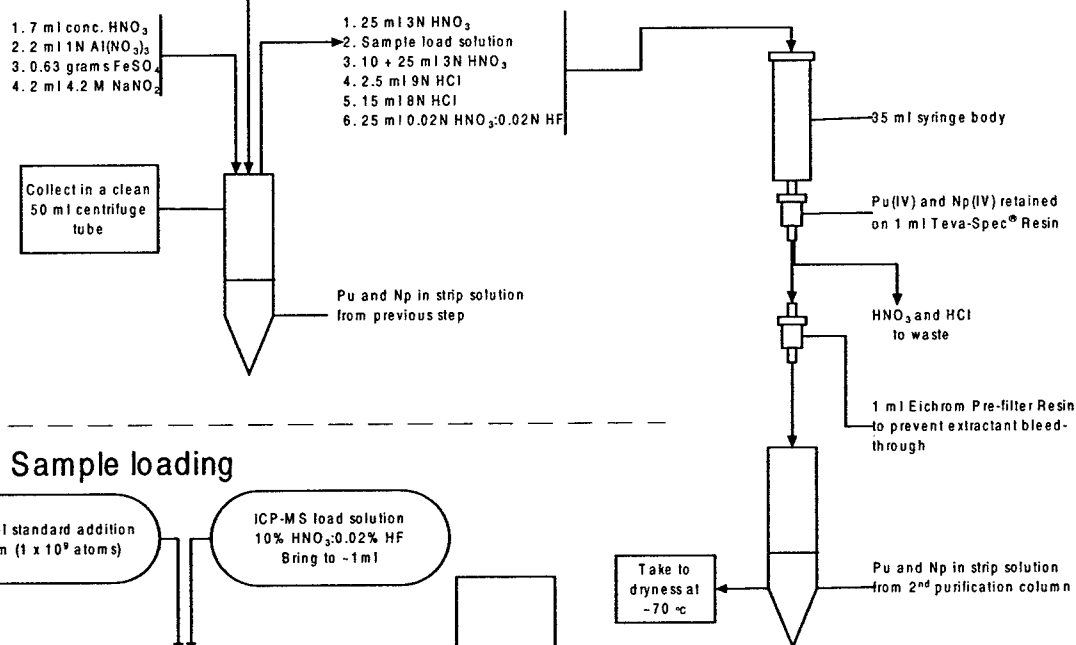 1. 7 ml conc. HNO₃
2. 2 ml 1N Al(NO₃)₃
3. 0.63 grams FeSO₄
4. 2 ml 4.2 M NaNO₂
1. 25 ml 3N HNO₃
2. Sample load solution
3. 10 + 25 ml 3N HNO₃
4. 2.5 ml 9N HCl
5. 15 ml 8N HCl
6. 25 ml 0.02N HNO₃:0.02N HF
35 ml syringe body
Collect in a clean
50 ml centrifuge
tube
Pu(IV) and Np(IV) retained
on 1 ml Teva-Spec® Resin
Pu and Np in strip solution
from previous step
HNO₃ and HCl
to waste
1 ml Eichrom Pre-filter Resin
to prevent extractant bleed-
through
Sample loading
l standard addition
(1 x 10⁹ atoms)
ICP-MS load solution
10% HNO₃:0.02% HF
Bring to ~1ml
Take to
dryness at
~70 °C
Pu and Np in strip solution
from 2nd purification column